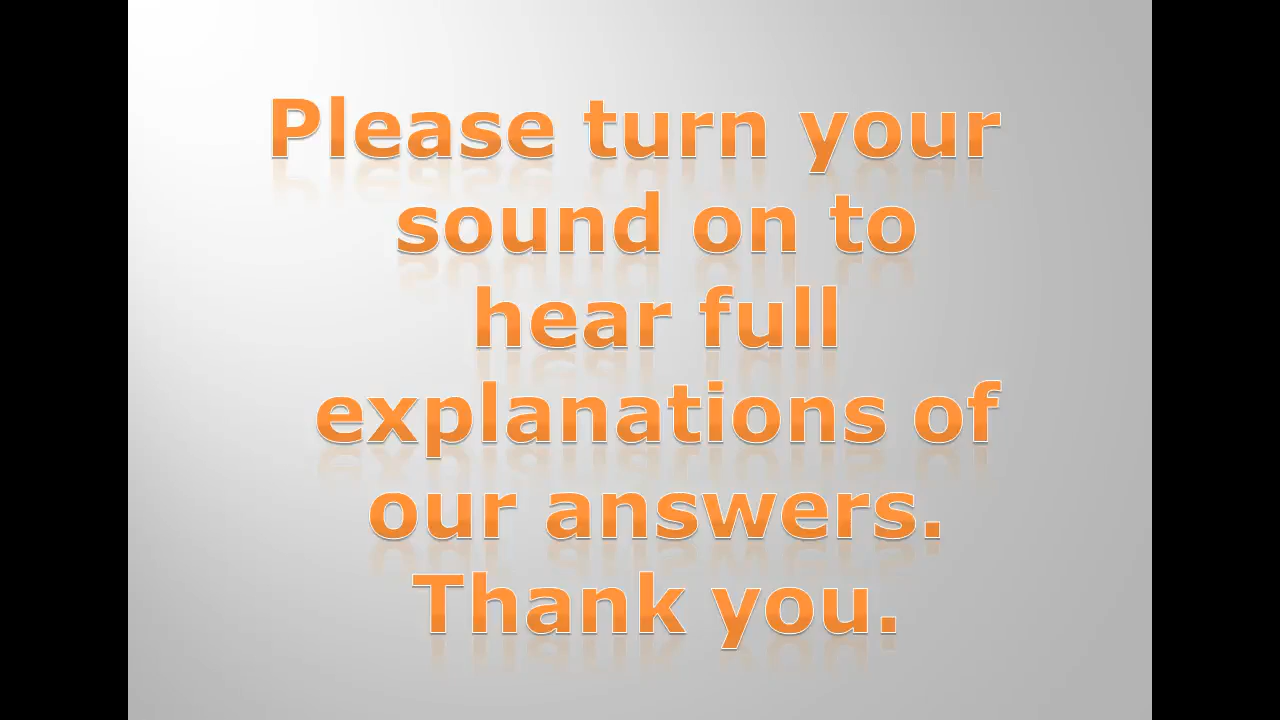 Please turn your
sound on to
hear full
explanations of
our answers.
Thank you.